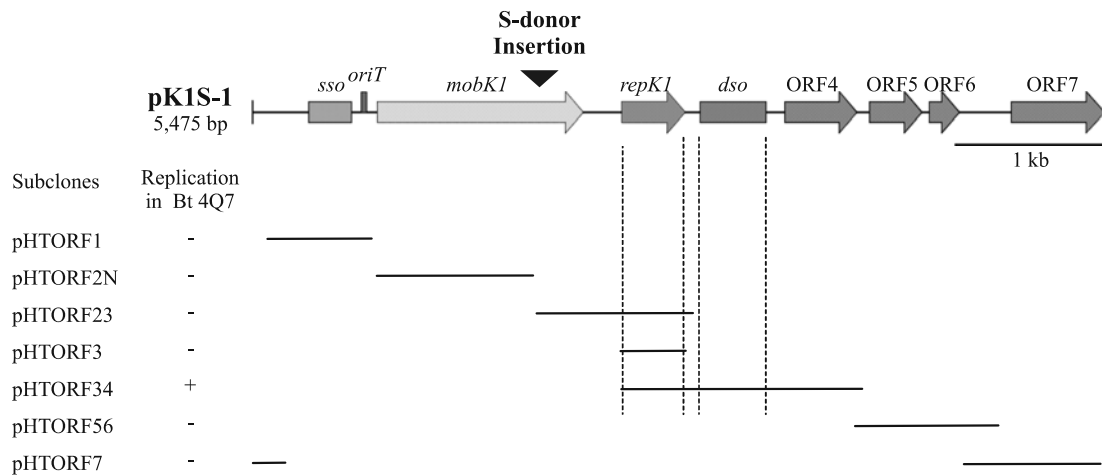 S-donor
Insertion
sso oriT mobK1 repK1 dso ORF4 ORF5 ORF6 ORF7
pK1S-1
5,475 bp
1 kb
Subclones Replication
in Bt 4Q7
pHTORF1 -
pHTORF2N -
pHTORF23 -
pHTORF3 -
pHTORF34 +
pHTORF56 -
pHTORF7 -